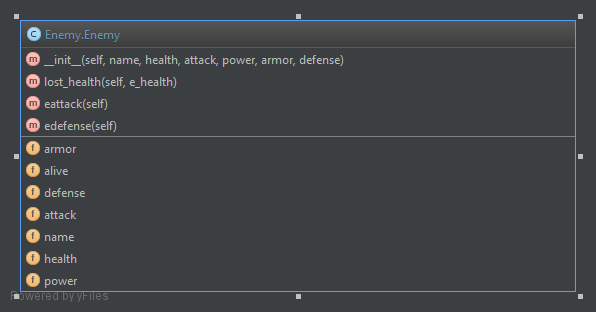 C Enemy.Enemy
m __init__(self, name, health, attack, power, armor, defense)
m lost_health(self, e_health)
m eattack(self)
m edefense(self)
f armor
f alive
f defense
f attack
f name
f health
f power
Powered by yFiles